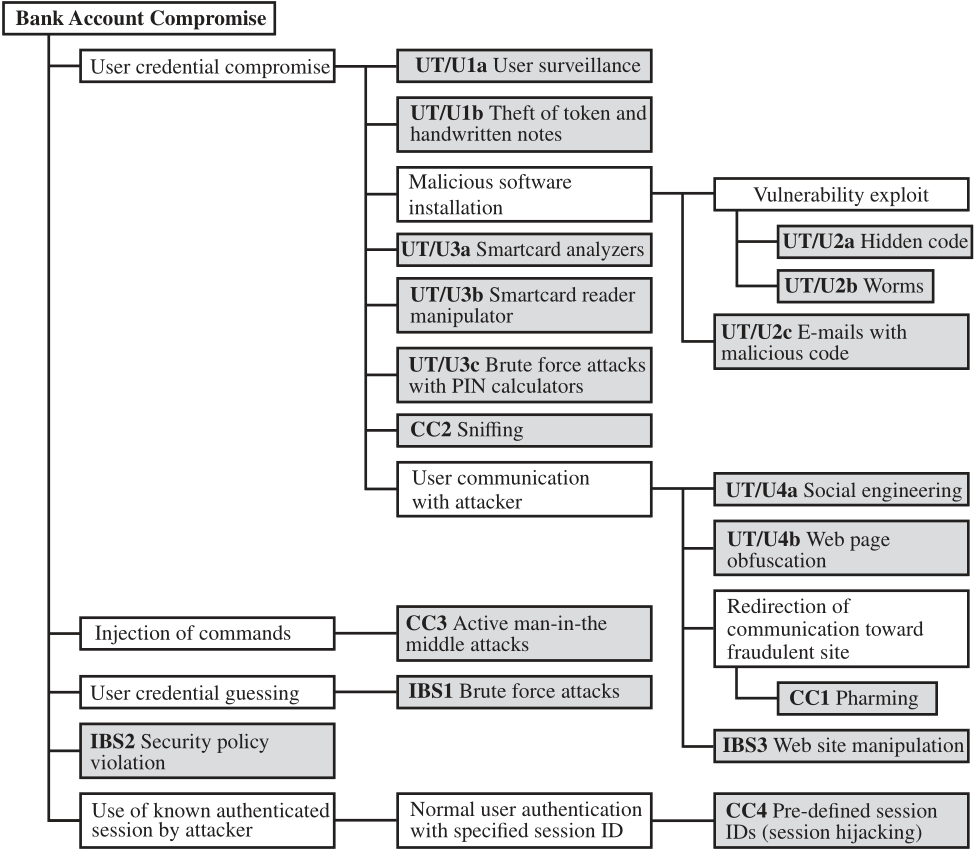 Bank Account Compromise
User credential compromise
UT/U1a User surveillance
UT/U1b Theft of token and
handwritten notes
Malicious software
installation
Vulnerability exploit
UT/U2a Hidden code
UT/U2b Worms
UT/U2c E-mails with
malicious code
UT/U3a Smartcard analyzers
UT/U3b Smartcard reader
manipulator
UT/U3c Brute force attacks
with PIN calculators
CC2 Sniffing
User communication
with attacker
UT/U4a Social engineering
UT/U4b Web page
obfuscation
Redirection of
communication toward
fraudulent site
CC1 Pharming
IBS3 Web site manipulation
Injection of commands
CC3 Active man-in-the
middle attacks
User credential guessing
IBS1 Brute force attacks
IBS2 Security policy
violation
Use of known authenticated
session by attacker
Normal user authentication
with specified session ID
CC4 Pre-defined session
IDs (session hijacking)